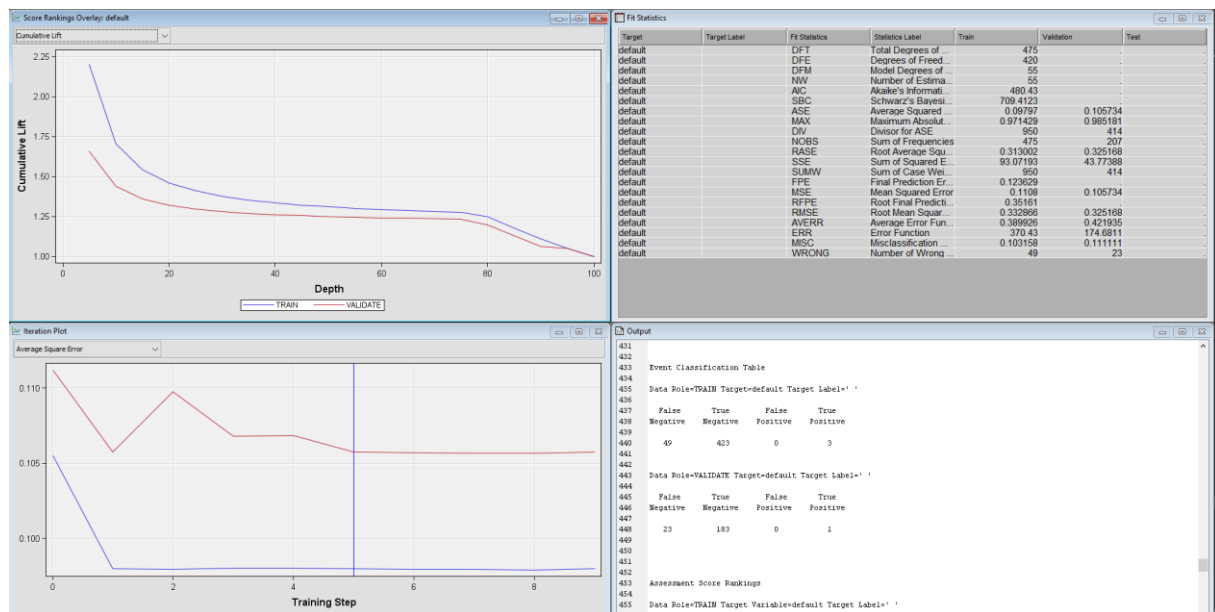 Score Rankings Overlay: default
Cumulative Lift
2.25
2.00
1.75
1.50
1.25
1.00
Cumulative Lift
0 20 40 60 80 100
Depth
TRAIN VALIDATE
Fit Statistics
Target Target Label Fit Statistics Statistics Label Train Validation Test
default DFT Total Degrees of ... 475 .
default DFE Degrees of Freed... 420 .
default DFM Model Degrees of ... 55 .
default NW Number of Estima... 55 .
default AIC Akaike's Informati... 480.43 .
default SBC Schwarz's Bayesi... 709.4123 .
default ASE Average Squared ... 0.09797 0.105734 .
default MAX Maximum Absolut... 0.971429 0.985181 .
default DIV Divisor for ASE 950 414 .
default NOBS Sum of Frequencies 475 207 .
default RASE Root Average Squ... 0.313002 0.325168 .
default SSE Sum of Squared E... 93.07193 43.77388 .
default SUMW Sum of Case Wei... 950 414 .
default FPE Final Prediction Er... 0.123629 .
default MSE Mean Squared Error 0.1108 0.105734 .
default RFPE Root Final Predicti... 0.35161 .
default RMSE Root Mean Squar... 0.332866 0.325168 .
default AVERR Average Error Fun... 0.389926 0.421935 .
default ERR Error Function 370.43 174.6811 .
default MISC Misclassification ... 0.103158 0.111111 .
default WRONG Number of Wrong ... 49 23 .
Iteration Plot
Average Square Error
0.110
0.105
0.100
0 2 4 6 8
Training Step
Output
431
432
433 Event Classification Table
434
435 Data Role=TRAIN Target=default Target Label=' '
436
437 False True False True
438 Negative Negative Positive Positive
439
440 49 423 0 3
441
442
443 Data Role=VALIDATE Target=default Target Label=' '
444
445 False True False True
446 Negative Negative Positive Positive
447
448 23 183 0 1
449
450
451
452
453 Assessment Score Rankings
454
455 Data Role=TRAIN Target Variable=default Target Label=' '